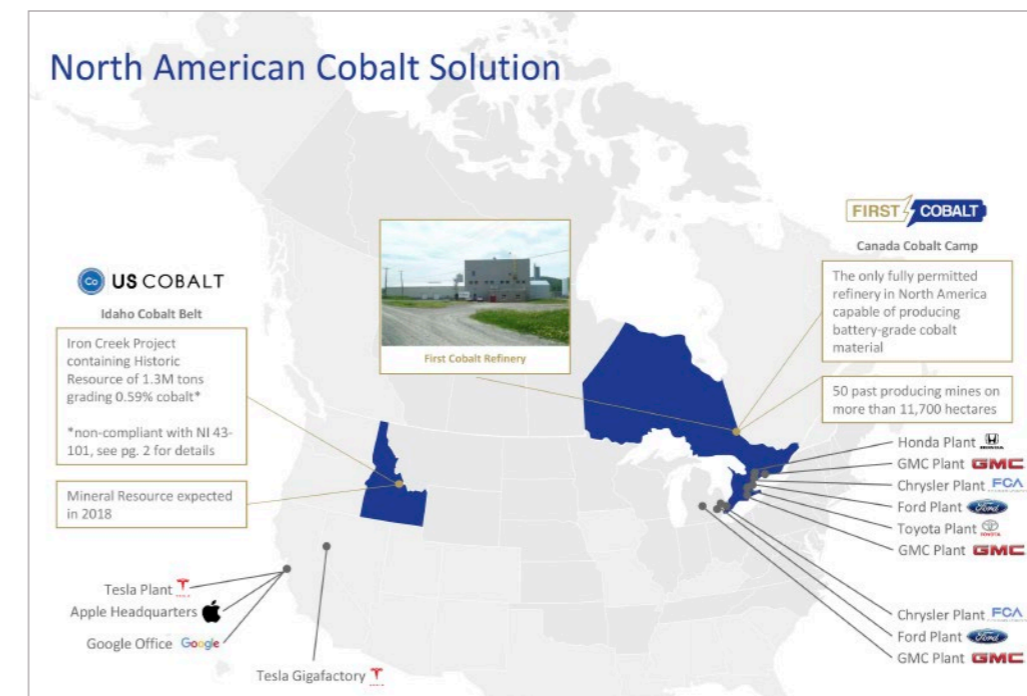 North American Cobalt Solution
FIRST COBALT
Canada Cobalt Camp
The only fully permitted
refinery in North America
capable of producing
battery-grade cobalt
material
50 past producing mines on
more than 11,700 hectares
Co US COBALT
Idaho Cobalt Belt
Iron Creek Project
containing Historic
Resource of 1.3M tons
grading 0.59% cobalt*
*non-compliant with NI 43-
101, see pg. 2 for details
Mineral Resource expected
in 2018
First Cobalt Refinery
Honda Plant HONDA
GMC Plant GMC
Chrysler Plant FCA
Ford Plant Ford
Toyota Plant TOYOTA
GMC Plant GMC
Tesla Plant
Apple Headquarters
Google Office Google
Tesla Gigafactory
Chrysler Plant FCA
Ford Plant Ford
GMC Plant GMC